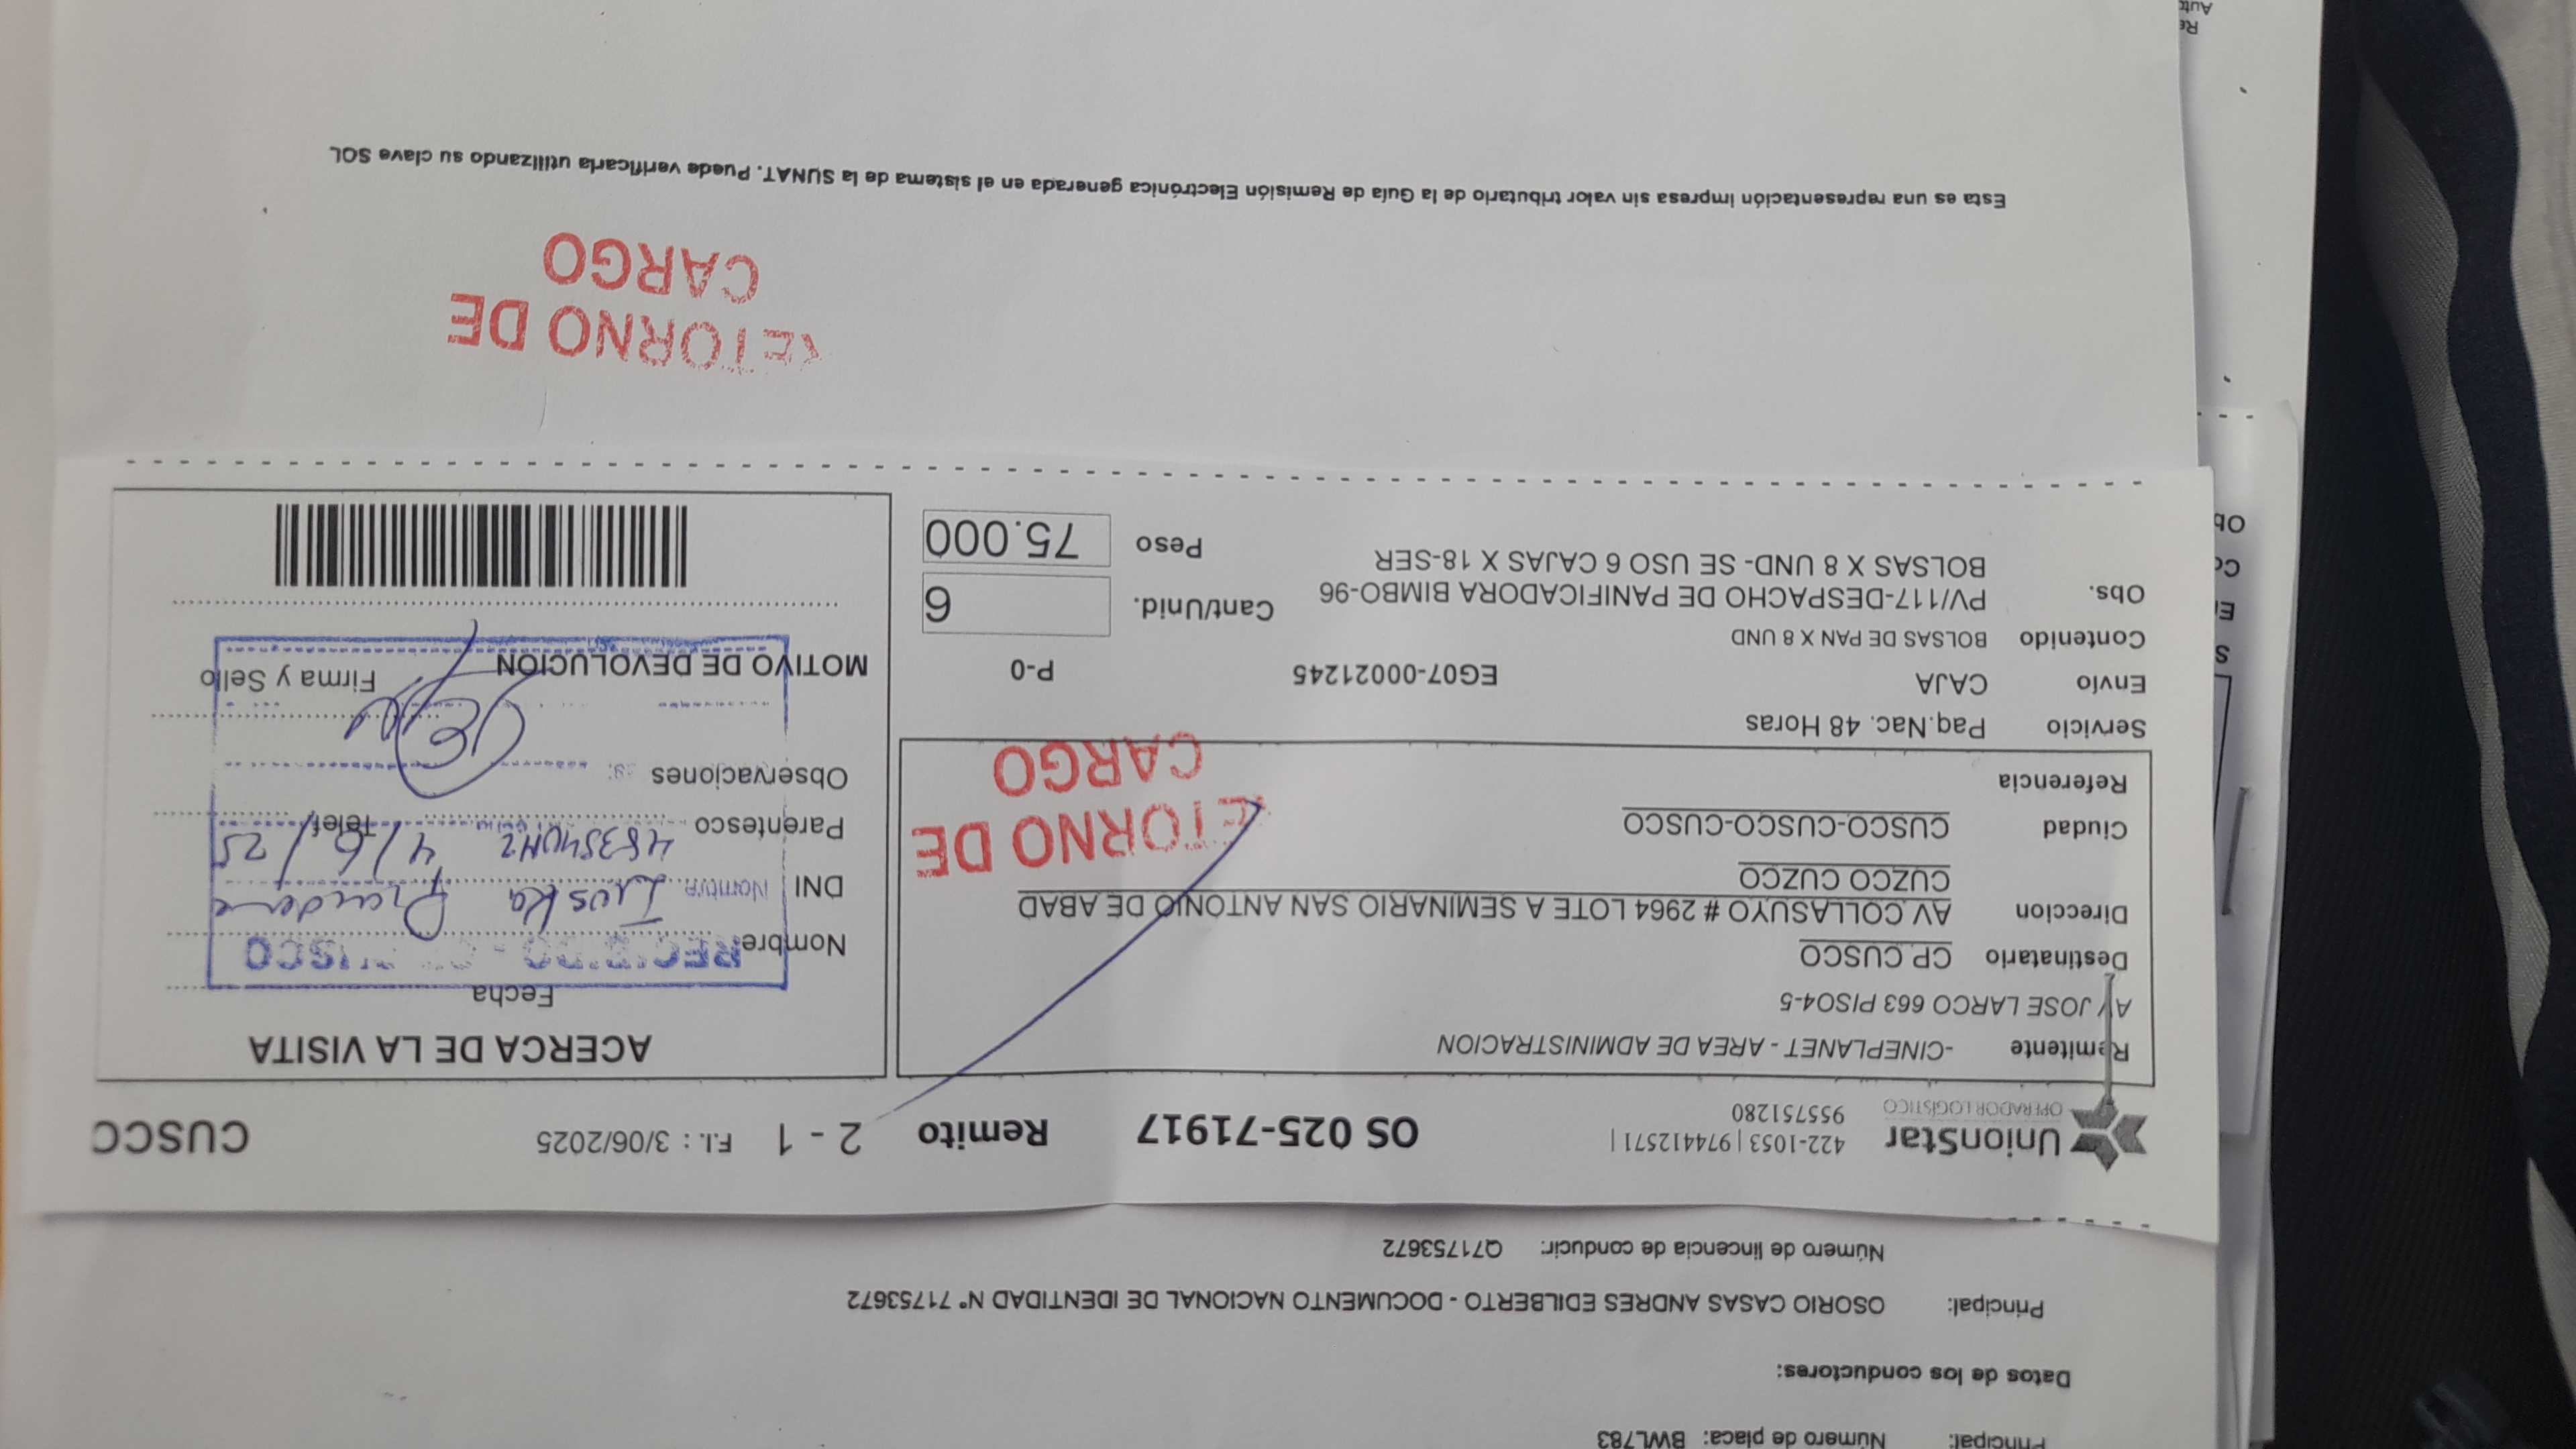 Principal: Número de placa: BWL783
Datos de los conductores:
Principal: OSORIO CASAS ANDRES EDILBERTO - DOCUMENTO NACIONAL DE IDENTIDAD N° 71753672
Número de lincencia de conducir: Q71753672
UnionStar
OPERADOR LOGÍSTICO
422-1053 | 974412571 |
955751280
OS 025-71917
Remito 2 - 1 F.I. : 3/06/2025 CUSCC
Remitente -CINEPLANET - AREA DE ADMINISTRACION
AV JOSE LARCO 663 PISO4-5
Destinatario CP CUSCO
Direccion AV COLLASUYO # 2964 LOTE A SEMINARIO SAN ANTONIO DE ABAD
CUZCO CUZCO
Ciudad CUSCO-CUSCO-CUSCO
Referencia
RETORNO DE
CARGO
Servicio Paq.Nac. 48 Horas
Envío CAJA EG07-00021245 P-0
Contenido BOLSAS DE PAN X 8 UND
Obs. PV/117-DESPACHO DE PANIFICADORA BIMBO-96
BOLSAS X 8 UND- SE USO 6 CAJAS X 18-SER
Cant/Unid. 6
Peso 75.000
ACERCA DE LA VISITA
Fecha
Nombre RECIBIDO
DNI
Parentesco Telef.
4/6/25
Observaciones
Firma y Sello
MOTIVO DE DEVOLUCION
RETORNO DE
CARGO
Esta es una representación impresa sin valor tributario de la Guía de Remisión Electrónica generada en el sistema de la SUNAT. Puede verificarla utilizando su clave SOL